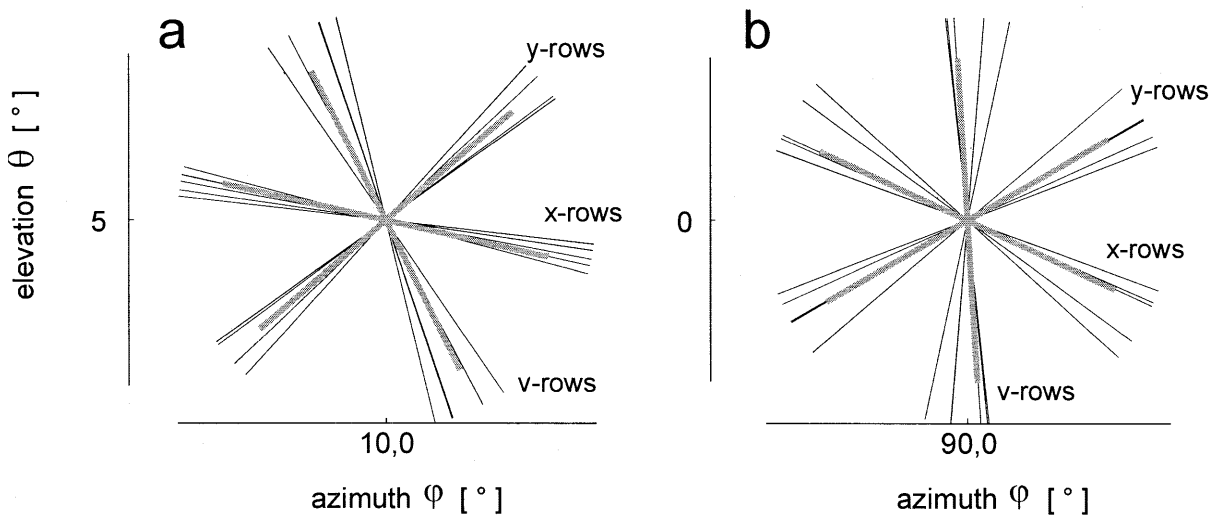 a
y-rows
x-rows
v-rows
elevation θ [ ° ]
5
10,0
azimuth φ [ ° ]
b
y-rows
x-rows
v-rows
0
90,0
azimuth φ [ ° ]